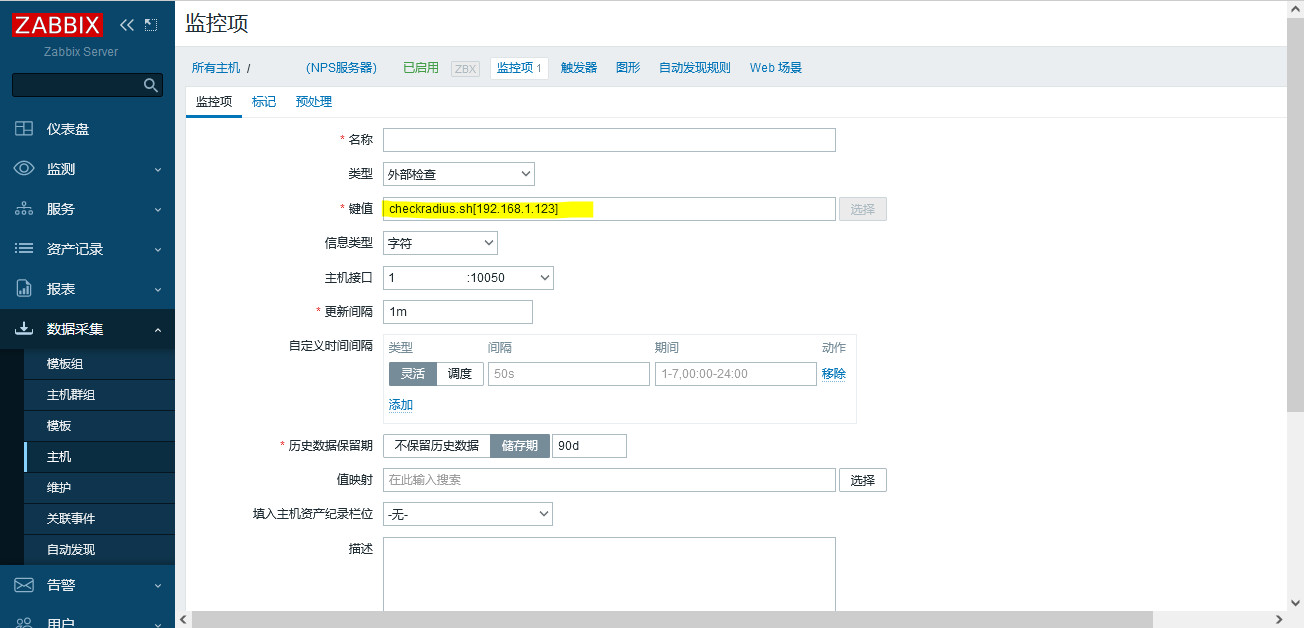 ZABBIX
Zabbix Server
仪表盘
监测
服务
资产记录
报表
数据采集
模板组
主机群组
模板
主机
维护
关联事件
自动发现
告警
用户
监控项
所有主机 / (NPS服务器) 已启用 ZBX 监控项 1 触发器 图形 自动发现规则 Web 场景
监控项 标记 预处理
* 名称
类型 外部检查
* 键值 checkradius.sh[192.168.1.123] 选择
信息类型 字符
主机接口 1 :10050
* 更新间隔 1m
自定义时间间隔 类型 间隔 期间 动作
灵活 调度 50s 1-7,00:00-24:00 移除
添加
* 历史数据保留期 不保留历史数据 储存期 90d
值映射 在此输入搜索 选择
填入主机资产纪录栏位 -无-
描述